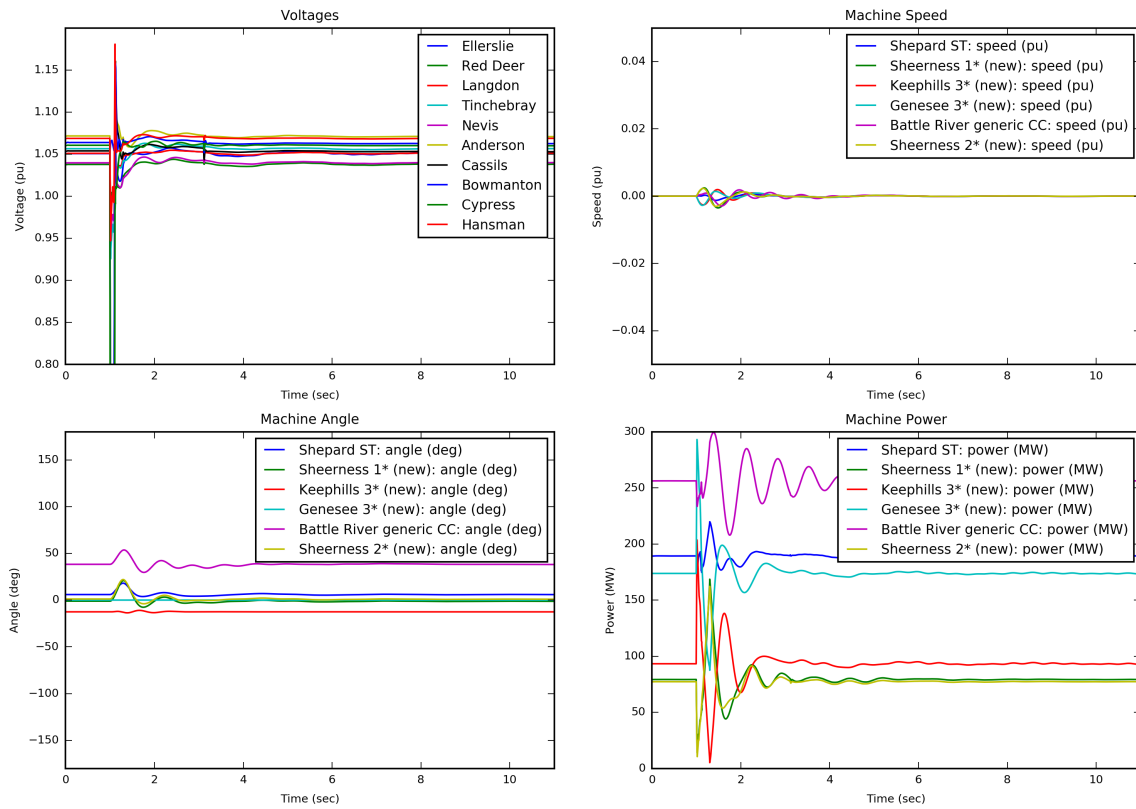 Voltages
1.15
1.10
1.05
1.00
0.95
0.90
0.85
0.80
Voltage (pu)
0
2
4
6
8
10
Time (sec)
Ellerslie
Red Deer
Langdon
Tinchebray
Nevis
Anderson
Cassils
Bowmanton
Cypress
Hansman
Machine Speed
0.04
0.02
0.00
−0.02
−0.04
Speed (pu)
0
2
4
6
8
10
Time (sec)
Shepard ST: speed (pu)
Sheerness 1* (new): speed (pu)
Keephills 3* (new): speed (pu)
Genesee 3* (new): speed (pu)
Battle River generic CC: speed (pu)
Sheerness 2* (new): speed (pu)
Machine Angle
150
100
50
0
−50
−100
−150
Angle (deg)
0
2
4
6
8
10
Time (sec)
Shepard ST: angle (deg)
Sheerness 1* (new): angle (deg)
Keephills 3* (new): angle (deg)
Genesee 3* (new): angle (deg)
Battle River generic CC: angle (deg)
Sheerness 2* (new): angle (deg)
Machine Power
300
250
200
150
100
50
0
Power (MW)
0
2
4
6
8
10
Time (sec)
Shepard ST: power (MW)
Sheerness 1* (new): power (MW)
Keephills 3* (new): power (MW)
Genesee 3* (new): power (MW)
Battle River generic CC: power (MW)
Sheerness 2* (new): power (MW)